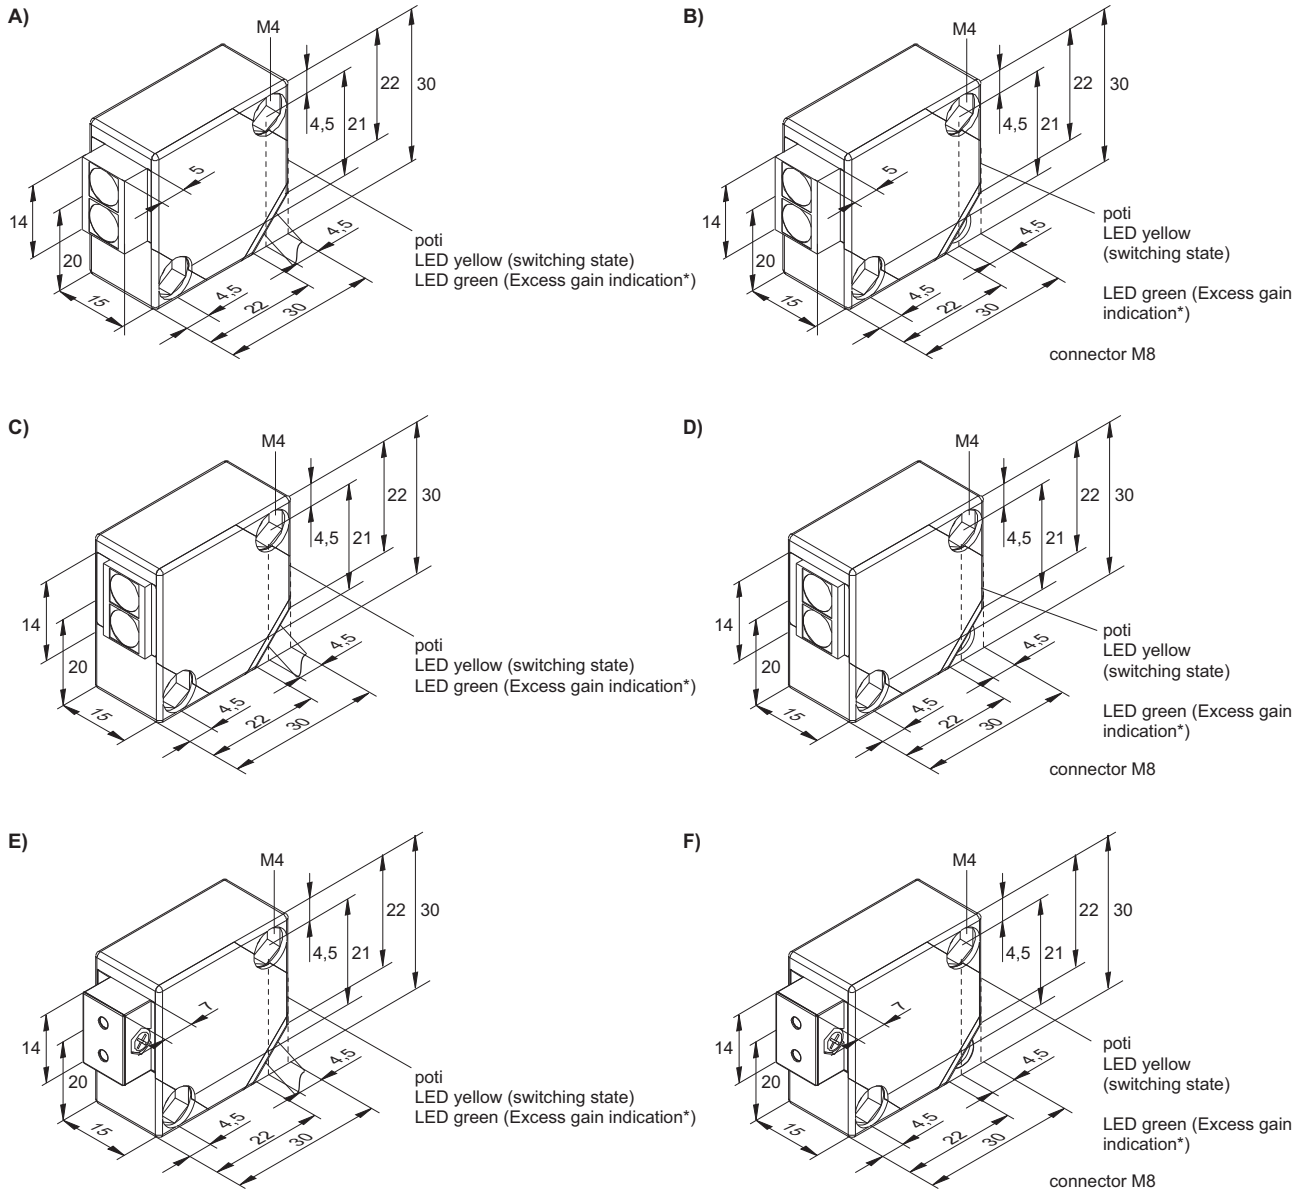 A)
M4
4,5
21
22
30
5
14
20
15
4,5
22
30
4,5
poti
LED yellow (switching state)
LED green (Excess gain indication*)
B)
M4
4,5
21
22
30
5
14
20
15
4,5
22
30
4,5
poti
LED yellow
(switching state)
LED green (Excess gain
indication*)
connector M8
C)
M4
4,5
21
22
30
14
20
15
4,5
22
30
4,5
poti
LED yellow (switching state)
LED green (Excess gain indication*)
D)
M4
4,5
21
22
30
14
20
15
4,5
22
30
4,5
poti
LED yellow
(switching state)
LED green (Excess gain
indication*)
connector M8
E)
M4
4,5
21
22
30
7
14
20
15
4,5
22
30
4,5
poti
LED yellow (switching state)
LED green (Excess gain indication*)
F)
M4
4,5
21
22
30
7
14
20
15
4,5
22
30
4,5
poti
LED yellow
(switching state)
LED green (Excess gain
indication*)
connector M8